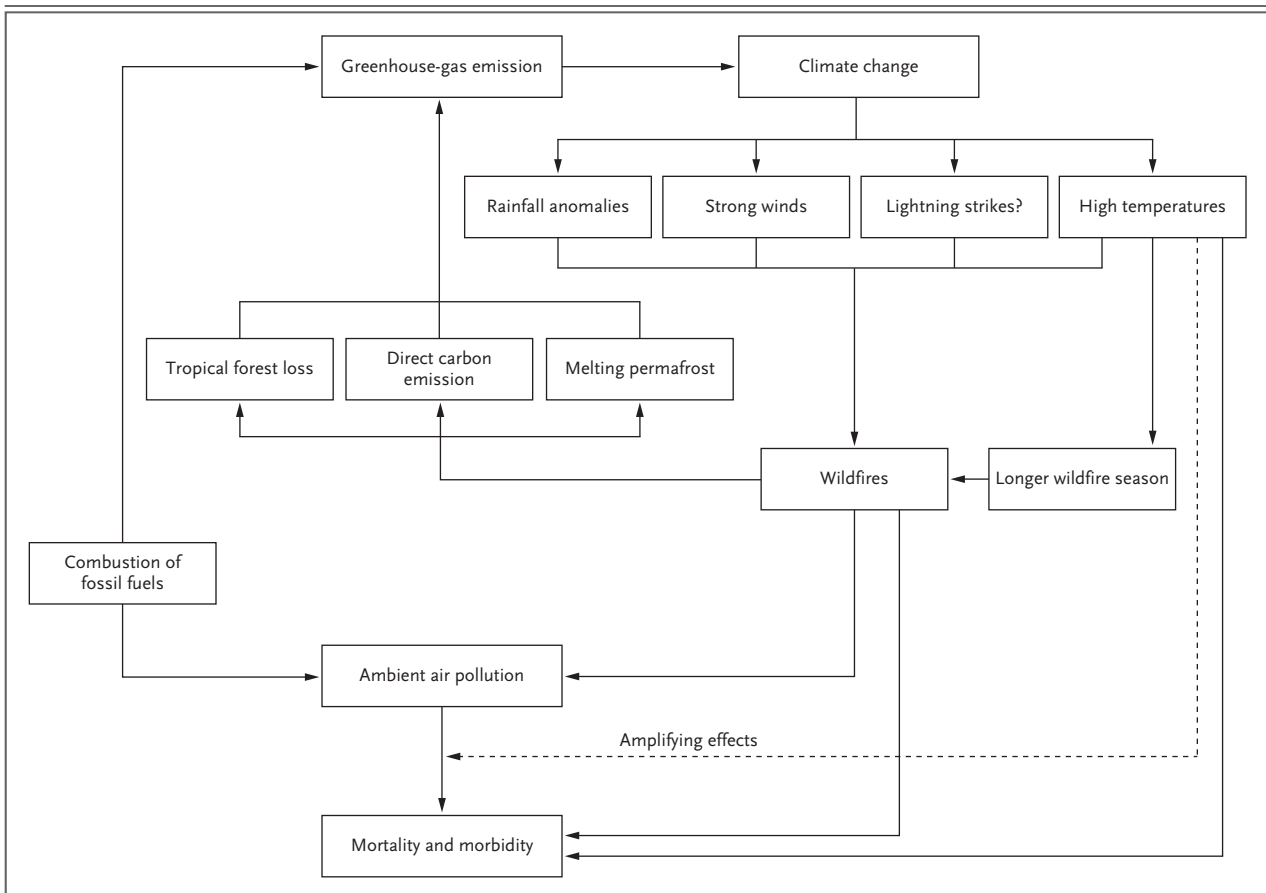 Greenhouse-gas emission
Climate change
Rainfall anomalies
Strong winds
Lightning strikes?
High temperatures
Tropical forest loss
Direct carbon
emission
Melting permafrost
Wildfires
Longer wildfire season
Combustion of
fossil fuels
Ambient air pollution
Amplifying effects
Mortality and morbidity